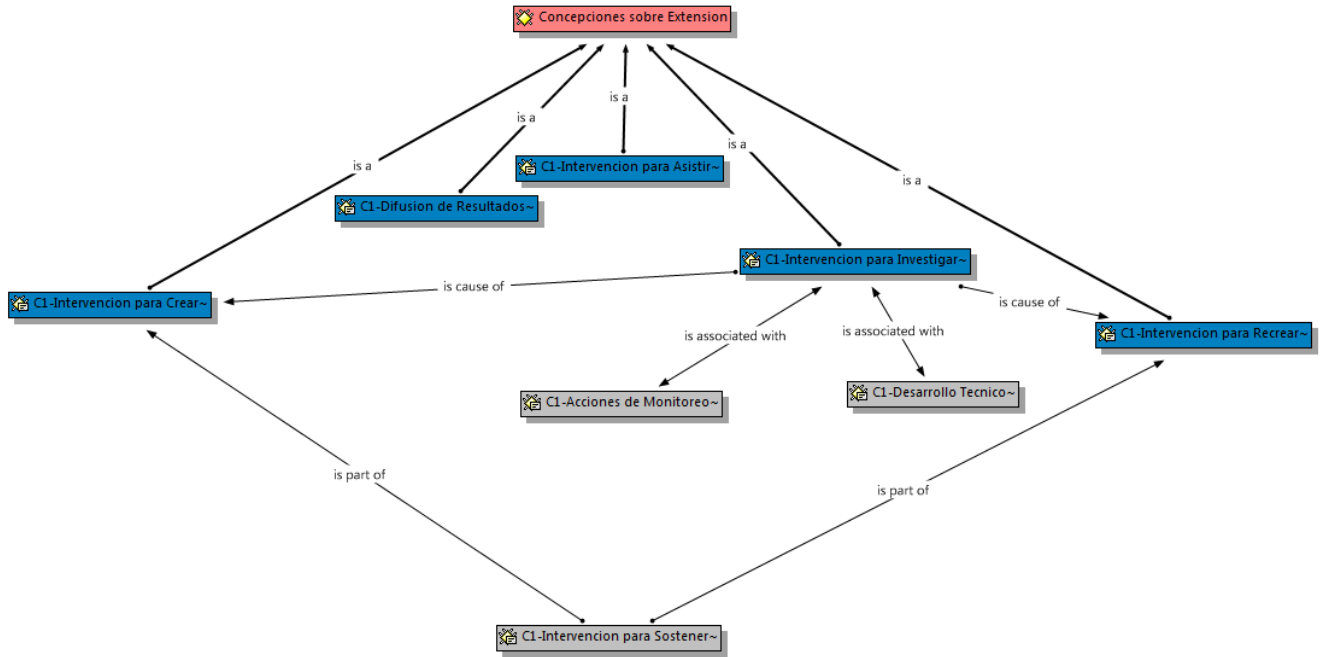 Concepciones sobre Extension
is a
is a
is a
is a
is a
C1-Intervencion para Asistir~
C1-Difusion de Resultados~
C1-Intervencion para Investigar~
is cause of
C1-Intervencion para Crear~
is cause of
is associated with
is associated with
C1-Intervencion para Recrear~
C1-Acciones de Monitoreo~
C1-Desarrollo Tecnico~
is part of
is part of
C1-Intervencion para Sostener~